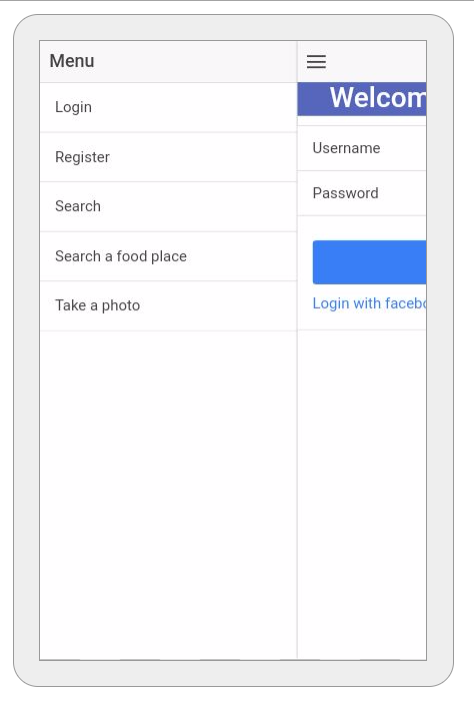 Menu
Login
Register
Search
Search a food place
Take a photo
Welcom
Username
Password
Login with facebo